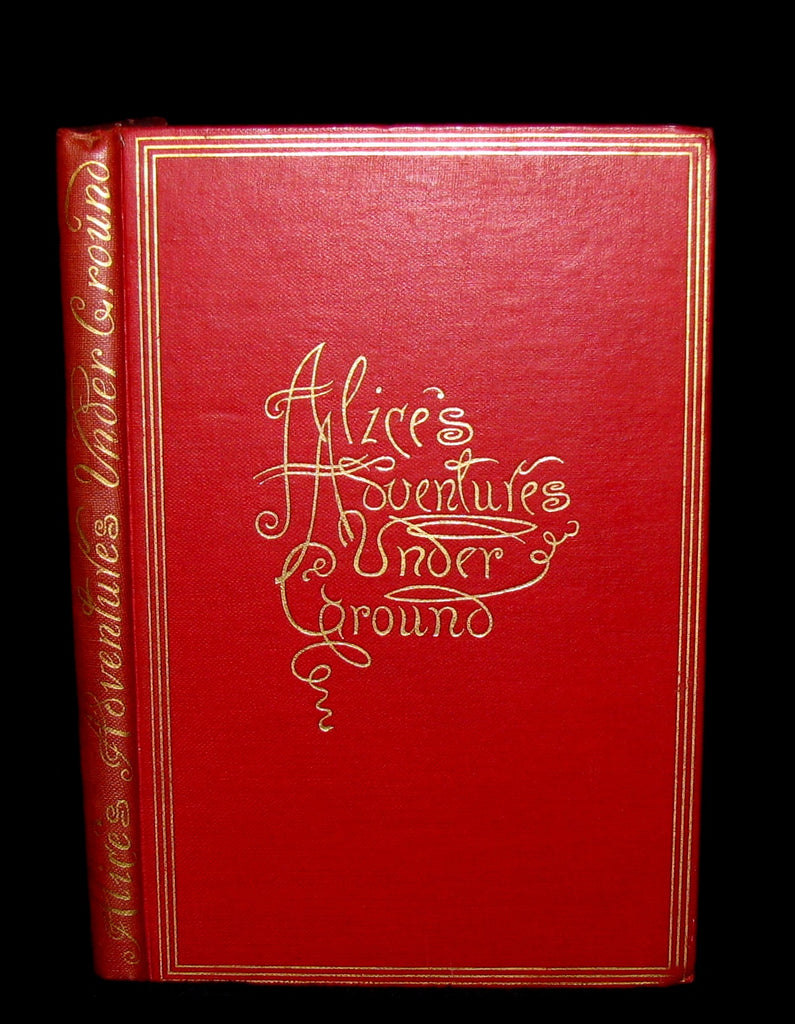 Alice's Adventures Under Ground
Alice's
Adventures
Under
Ground